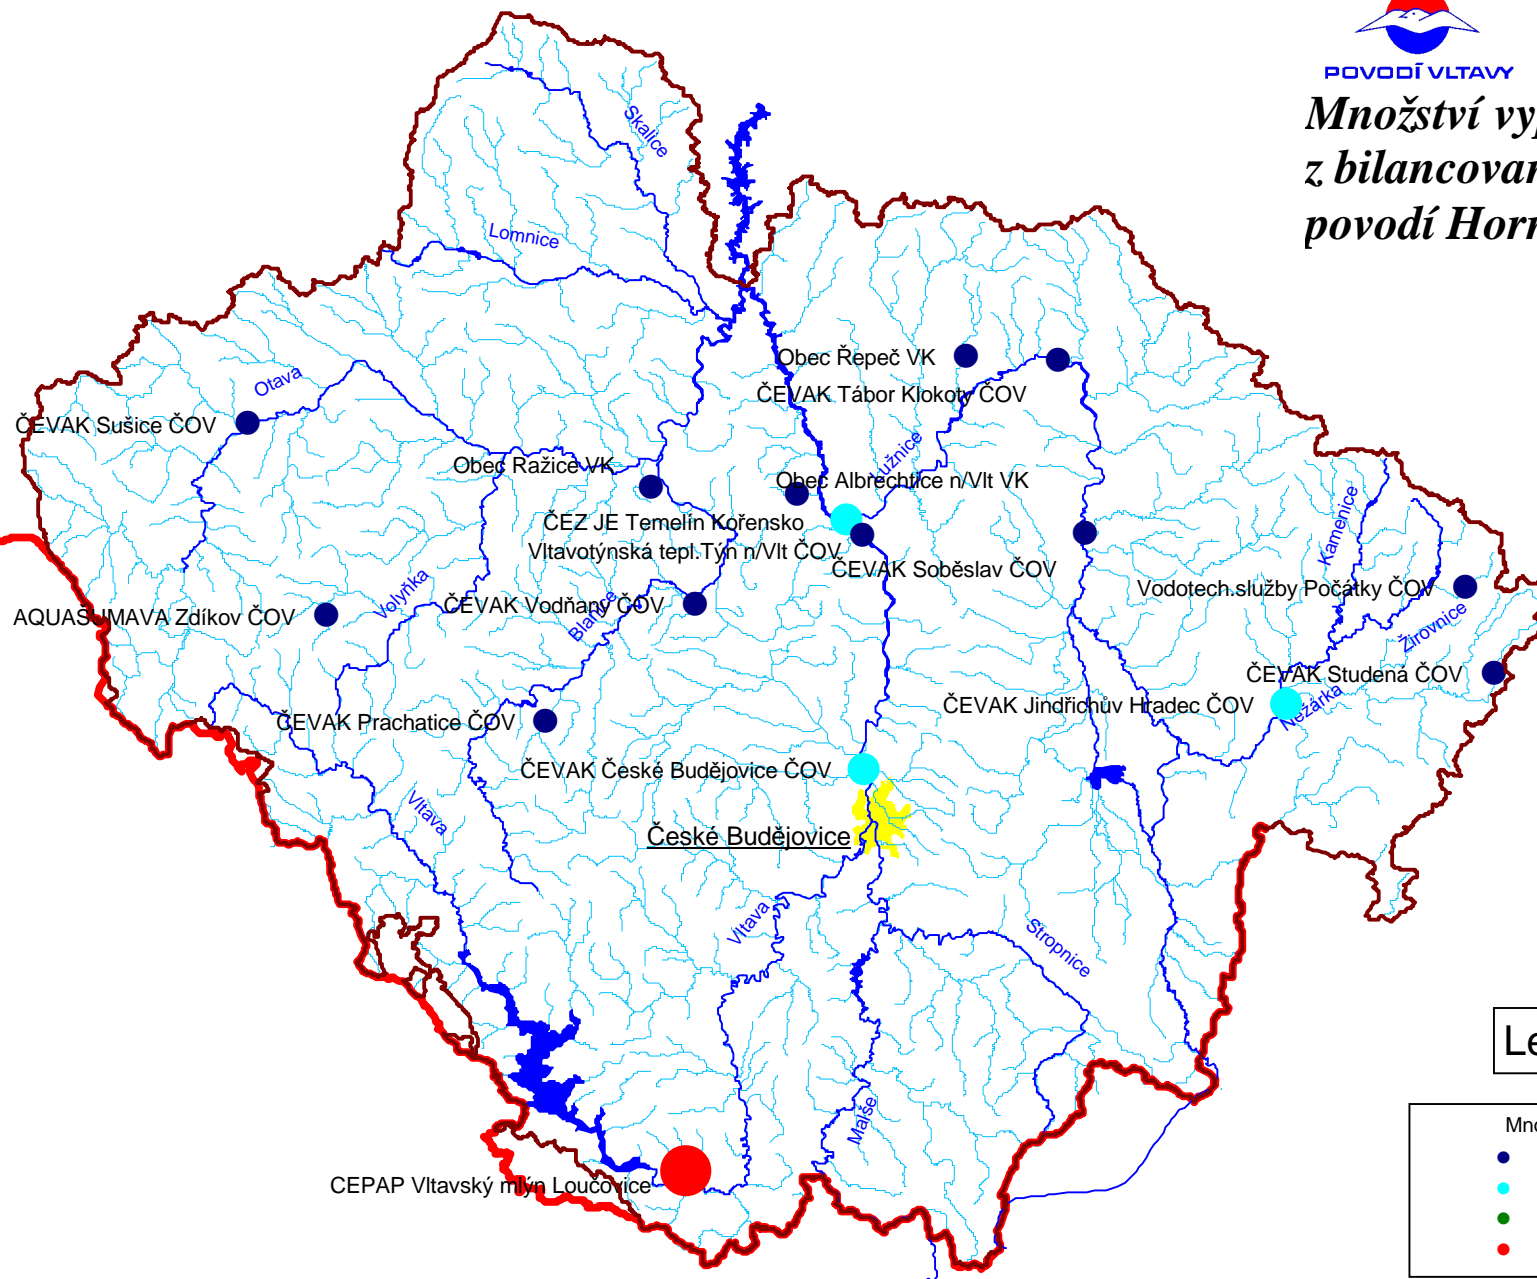 POVODÍ VLTAVY
Množství vy
z bilancovan
povodí Horn
Skalice
Lomnice
Otava
Obec Řepeč VK
ČEVAK Tábor Klokoty ČOV
ČEVAK Sušice ČOV
Lužnice
Obec Ražice VK
Obec Albrechtice n/Vlt VK
Kamenice
ČEZ JE Temelín Kořensko
Vltavotýnská tepl.Týn n/Vlt ČOV
ČEVAK Soběslav ČOV
Volyňka
Vodotech.služby Počátky ČOV
ČEVAK Vodňany ČOV
Blanice
AQUAŠUMAVA Zdíkov ČOV
Žirovnice
ČEVAK Studená ČOV
ČEVAK Jindřichův Hradec ČOV
Nežárka
ČEVAK Prachatice ČOV
ČEVAK České Budějovice ČOV
Vltava
České Budějovice
Vltava
Stropnice
Le
Malše
Mno
CEPAP Vltavský mlýn Loučovice